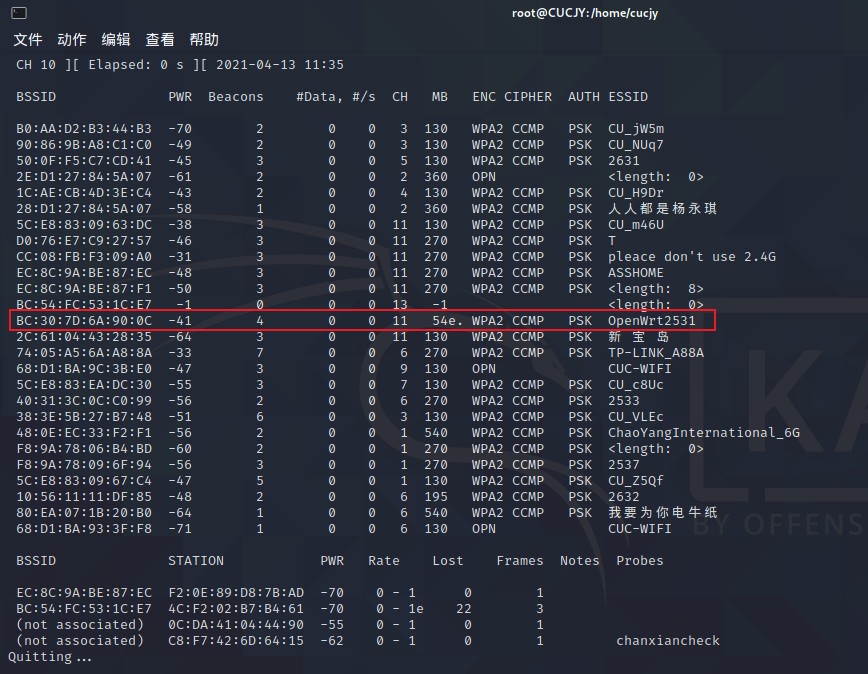 root@CUCJY:/home/cucjy
文件 动作 编辑 查看 帮助
CH 10 ][ Elapsed: 0 s ][ 2021-04-13 11:35
BSSID PWR Beacons #Data, #/s CH MB ENC CIPHER AUTH ESSID
B0:AA:D2:B3:44:B3 -70 2 0 0 3 130 WPA2 CCMP PSK CU_jW5m
90:86:9B:A8:C1:C0 -49 2 0 0 3 130 WPA2 CCMP PSK CU_NUq7
50:0F:F5:C7:CD:41 -45 3 0 0 5 130 WPA2 CCMP PSK 2631
2E:D1:27:84:5A:07 -61 2 0 0 2 360 OPN <length: 0>
1C:AE:CB:4D:3E:C4 -43 2 0 0 4 130 WPA2 CCMP PSK CU_H9Dr
28:D1:27:84:5A:07 -58 1 0 0 2 360 WPA2 CCMP PSK 人人都是杨永琪
5C:E8:83:09:63:DC -38 3 0 0 11 130 WPA2 CCMP PSK CU_m46U
D0:76:E7:C9:27:57 -46 3 0 0 11 270 WPA2 CCMP PSK T
CC:08:FB:F3:09:A0 -31 3 0 0 11 270 WPA2 CCMP PSK pleace don't use 2.4G
EC:8C:9A:BE:87:EC -48 3 0 0 11 270 WPA2 CCMP PSK ASSHOME
EC:8C:9A:BE:87:F1 -50 3 0 0 11 270 WPA2 CCMP PSK <length: 8>
BC:54:FC:53:1C:E7 -1 0 0 0 13 -1 <length: 0>
BC:30:7D:6A:90:0C -41 4 0 0 11 54e. WPA2 CCMP PSK OpenWrt2531
2C:61:04:43:28:35 -64 3 0 0 11 130 WPA2 CCMP PSK 新 宝 岛
74:05:A5:6A:A8:8A -33 7 0 0 6 270 WPA2 CCMP PSK TP-LINK_A88A
68:D1:BA:9C:3B:E0 -47 3 0 0 9 130 OPN CUC-WIFI
5C:E8:83:EA:DC:30 -55 3 0 0 7 130 WPA2 CCMP PSK CU_c8Uc
40:31:3C:0C:C0:99 -56 2 0 0 6 270 WPA2 CCMP PSK 2533
38:3E:5B:27:B7:48 -51 6 0 0 3 130 WPA2 CCMP PSK CU_VLEc
48:0E:EC:33:F2:F1 -56 2 0 0 1 540 WPA2 CCMP PSK ChaoYangInternational_6G
F8:9A:78:06:B4:BD -60 2 0 0 1 270 WPA2 CCMP PSK <length: 0>
F8:9A:78:09:6F:94 -56 3 0 0 1 270 WPA2 CCMP PSK 2537
5C:E8:83:09:67:C4 -47 5 0 0 1 130 WPA2 CCMP PSK CU_Z5Qf
10:56:11:11:DF:85 -48 2 0 0 6 195 WPA2 CCMP PSK 2632
80:EA:07:1B:20:B0 -64 1 0 0 6 540 WPA2 CCMP PSK 我要为你电牛纸
68:D1:BA:93:3F:F8 -71 1 0 0 6 130 OPN CUC-WIFI
KA
BY OFFENS
BSSID STATION PWR Rate Lost Frames Notes Probes
EC:8C:9A:BE:87:EC F2:0E:89:D8:7B:AD -70 0 - 1 0 1
BC:54:FC:53:1C:E7 4C:F2:02:B7:B4:61 -70 0 - 1e 22 3
(not associated) 0C:DA:41:04:44:90 -55 0 - 1 0 1
(not associated) C8:F7:42:6D:64:15 -62 0 - 1 0 1 chanxiancheck
Quitting...